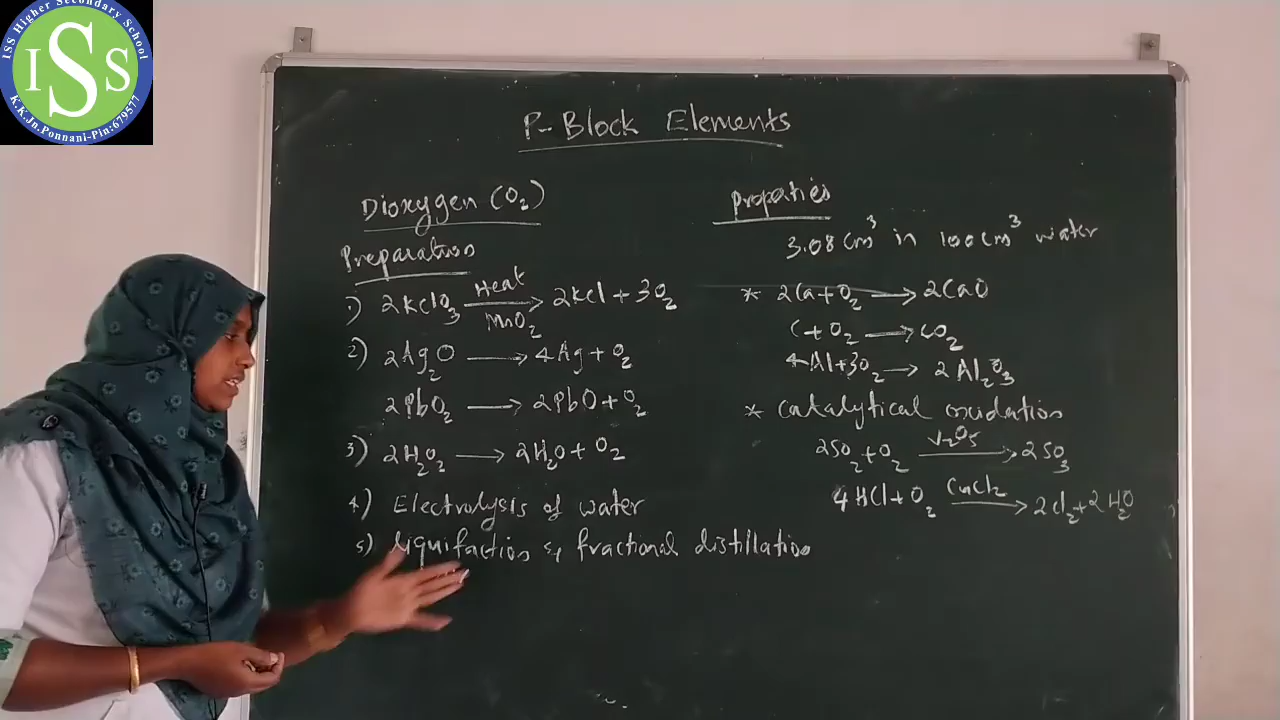 ISS Higher Secondary School
ISS
K.K.Jn.Ponnani-Pin:679577
P-Block Elements
Dioxygen (O₂)
Preparation
1) 2KClO₃ Heat MnO₂ → 2KCl + 3O₂
2) 2Ag₂O → 4Ag + O₂
2PbO₂ → 2PbO + O₂
3) 2H₂O₂ → 2H₂O + O₂
4) Electrolysis of water
5) liquifaction & fractional distillation
Propeties
3.08 cm³ in 100 cm³ water
* 2Ca + O₂ → 2CaO
C + O₂ → CO₂
4Al + 3O₂ → 2Al₂O₃
* Catalytical oxidation
2SO₂ + O₂ V₂O₅ → 2SO₃
4HCl + O₂ CuCl₂ → 2Cl₂ + 2H₂O